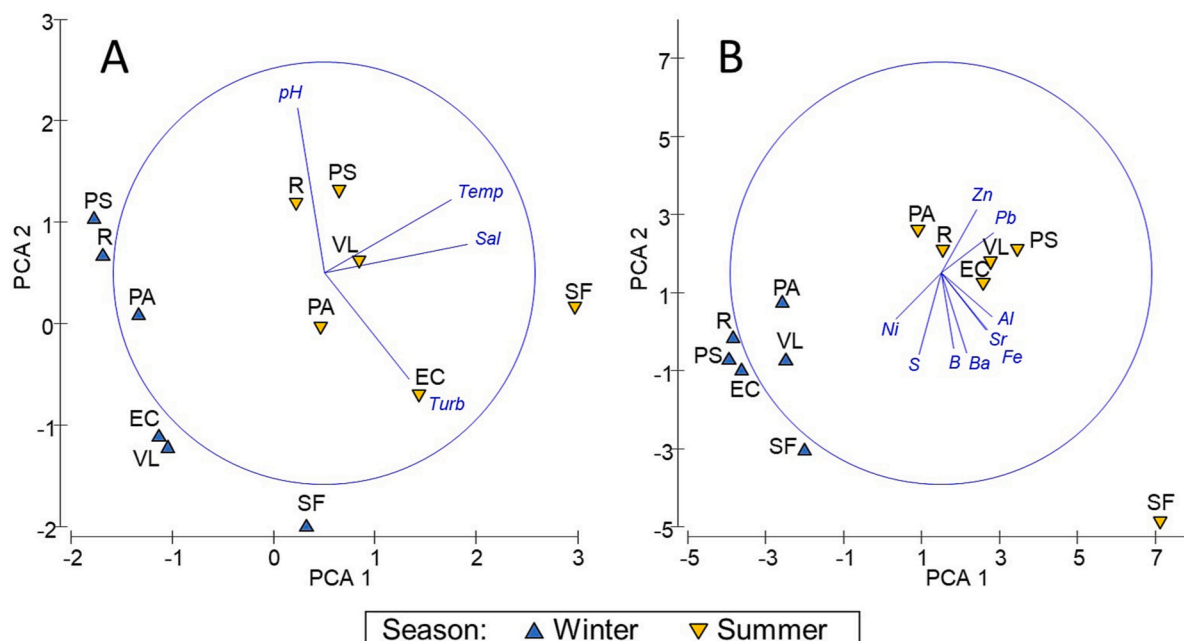 A
B
3
2
1
0
-1
-2
PCA 2
-2
-1
0
1
2
3
PCA 1
pH
Temp
Sal
Turb
PS
R
PA
EC
VL
SF
R
PS
VL
PA
EC
SF
7
5
3
1
-1
-3
-5
PCA 2
-5
-3
-1
1
3
5
7
PCA 1
Zn
Pb
Al
Sr
Fe
Ba
B
S
Ni
PA
R
VL
PS
EC
PA
R
PS
VL
EC
SF
SF
Season: Winter Summer